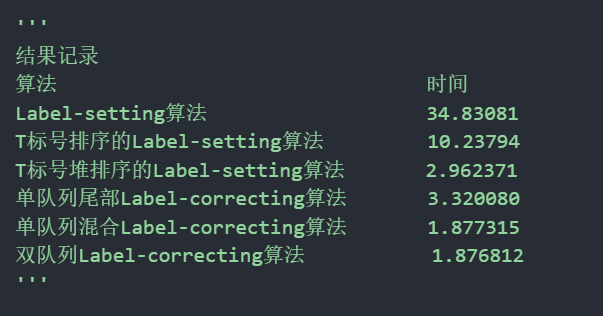 '''
结果记录
算法 时间
Label-setting算法 34.83081
T标号排序的Label-setting算法 10.23794
T标号堆排序的Label-setting算法 2.962371
单队列尾部Label-correcting算法 3.320080
单队列混合Label-correcting算法 1.877315
双队列Label-correcting算法 1.876812
'''